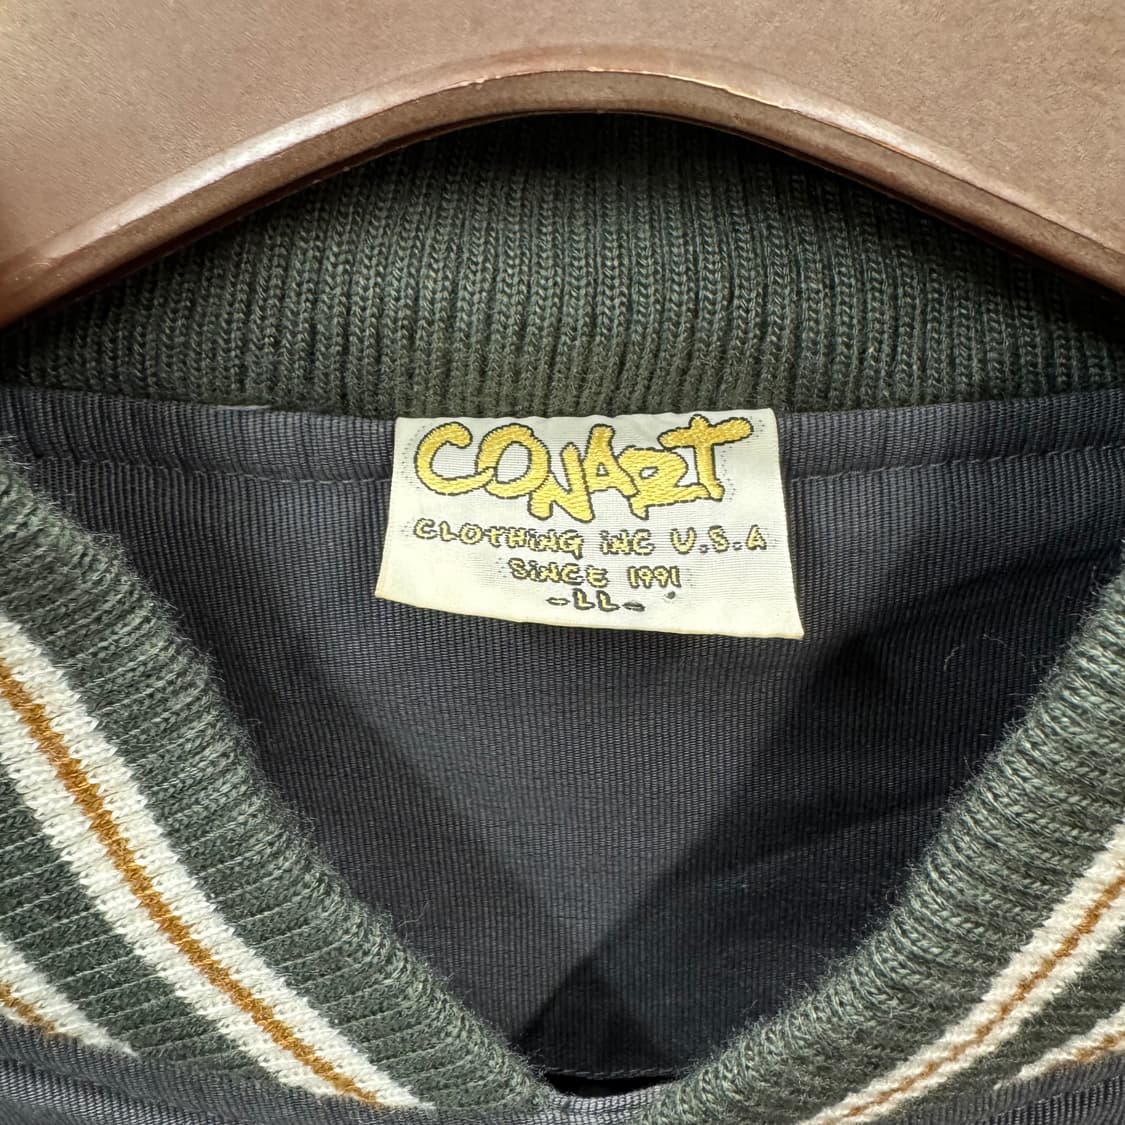 CONART
CLOTHiNG iNC U.S.A
SiNCE 1991
-LL-